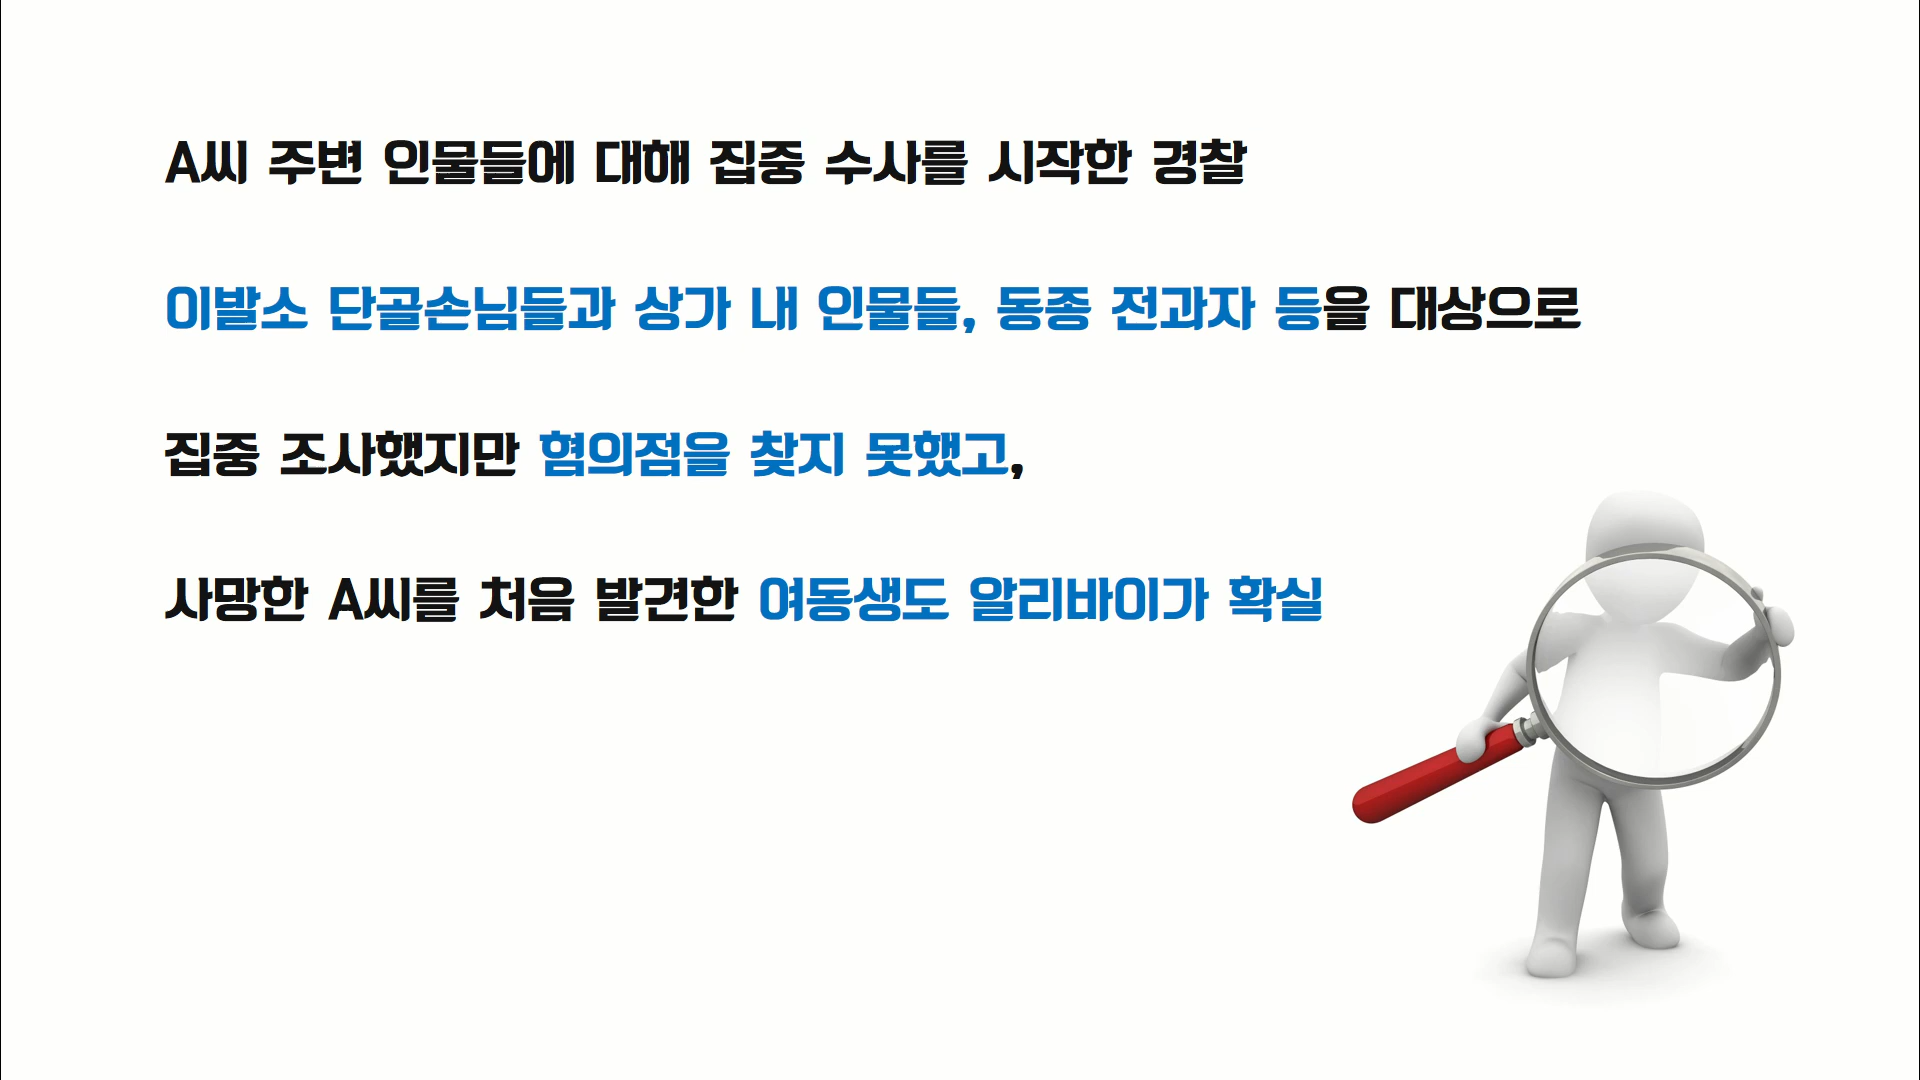 A씨 주변 인물들에 대해 집중 수사를 시작한 경찰
이발소 단골손님들과 상가 내 인물들, 동종 전과자 등을 대상으로
집중 조사했지만 혐의점을 찾지 못했고,
사망한 A씨를 처음 발견한 여동생도 알리바이가 확실